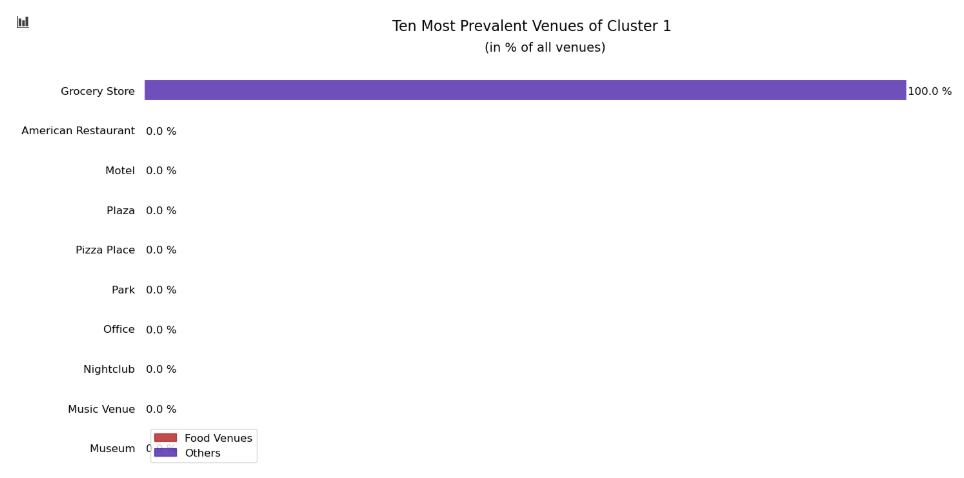 Ten Most Prevalent Venues of Cluster 1
(in % of all venues)
Grocery Store 100.0 %
American Restaurant 0.0 %
Motel 0.0 %
Plaza 0.0 %
Pizza Place 0.0 %
Park 0.0 %
Office 0.0 %
Nightclub 0.0 %
Music Venue 0.0 %
Food Venues
Museum
Others